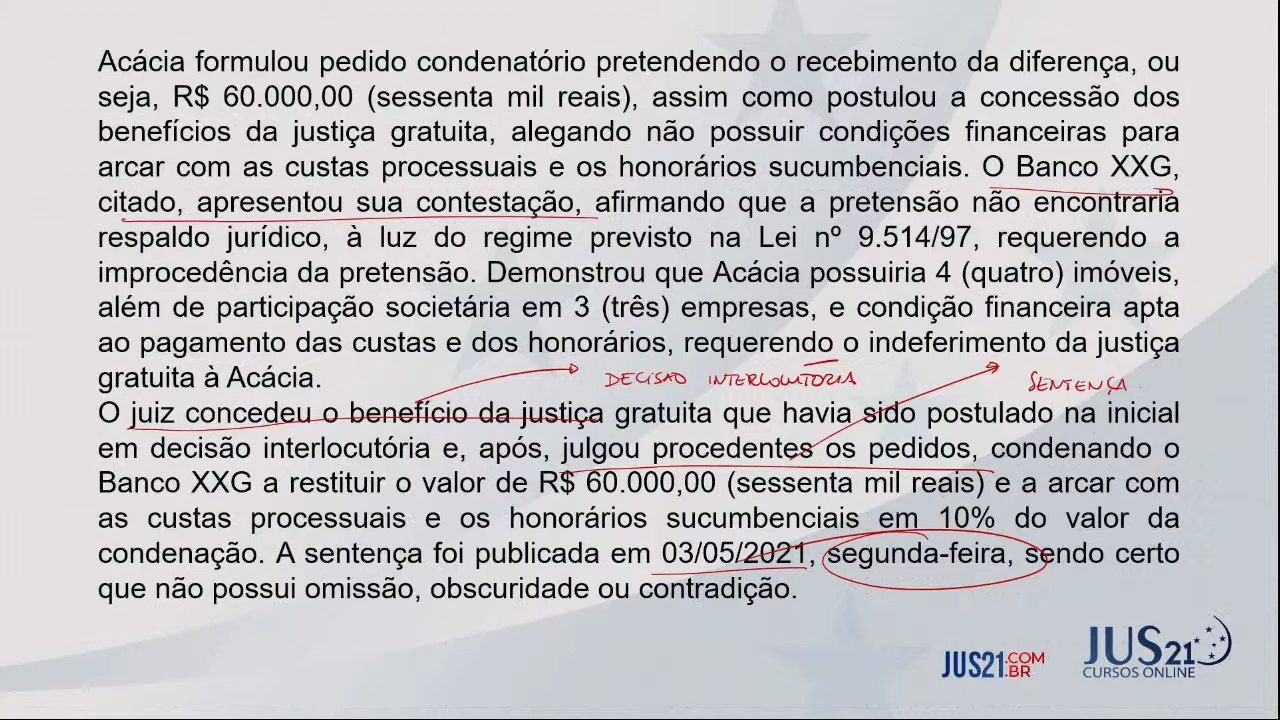 Acácia formulou pedido condenatório pretendendo o recebimento da diferença, ou
seja, R$ 60.000,00 (sessenta mil reais), assim como postulou a concessão dos
benefícios da justiça gratuita, alegando não possuir condições financeiras para
arcar com as custas processuais e os honorários sucumbenciais. O Banco XXG,
citado, apresentou sua contestação, afirmando que a pretensão não encontraria
respaldo jurídico, à luz do regime previsto na Lei nº 9.514/97, requerendo a
improcedência da pretensão. Demonstrou que Acácia possuiria 4 (quatro) imóveis,
além de participação societária em 3 (três) empresas, e condição financeira apta
ao pagamento das custas e dos honorários, requerendo o indeferimento da justiça
gratuita à Acácia.
DECISÃO INTERLOCUTÓRIA
SENTENÇA.
O juiz concedeu o benefício da justiça gratuita que havia sido postulado na inicial
em decisão interlocutória e, após, julgou procedentes os pedidos, condenando o
Banco XXG a restituir o valor de R$ 60.000,00 (sessenta mil reais) e a arcar com
as custas processuais e os honorários sucumbenciais em 10% do valor da
condenação. A sentença foi publicada em 03/05/2021, segunda-feira, sendo certo
que não possui omissão, obscuridade ou contradição.
JUS21.COM.BR
JUS21
CURSOS ONLINE